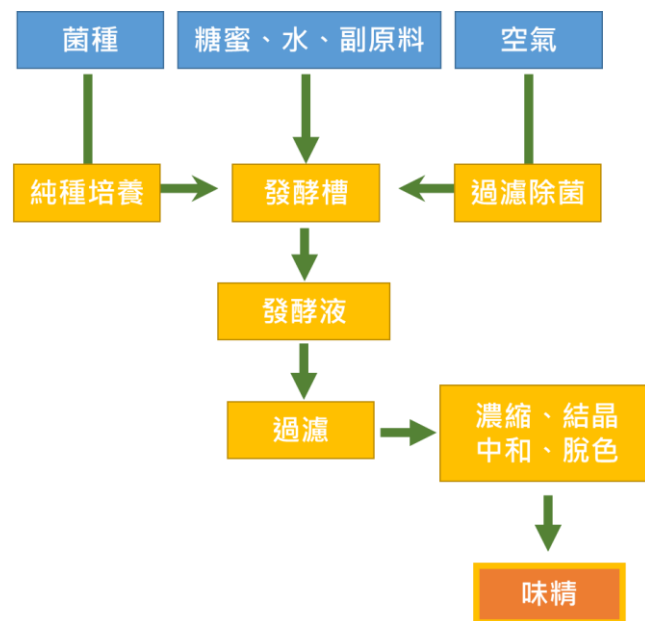 菌種
糖蜜、水、副原料
空氣
純種培養
發酵槽
過濾除菌
發酵液
過濾
濃縮、結晶
中和、脫色
味精